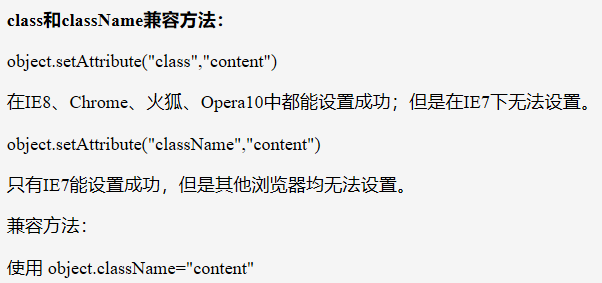 class和className兼容方法：
object.setAttribute("class","content")
在IE8、Chrome、火狐、Opera10中都能设置成功；但是在IE7下无法设置。
object.setAttribute("className","content")
只有IE7能设置成功，但是其他浏览器均无法设置。
兼容方法：
使用 object.className="content"